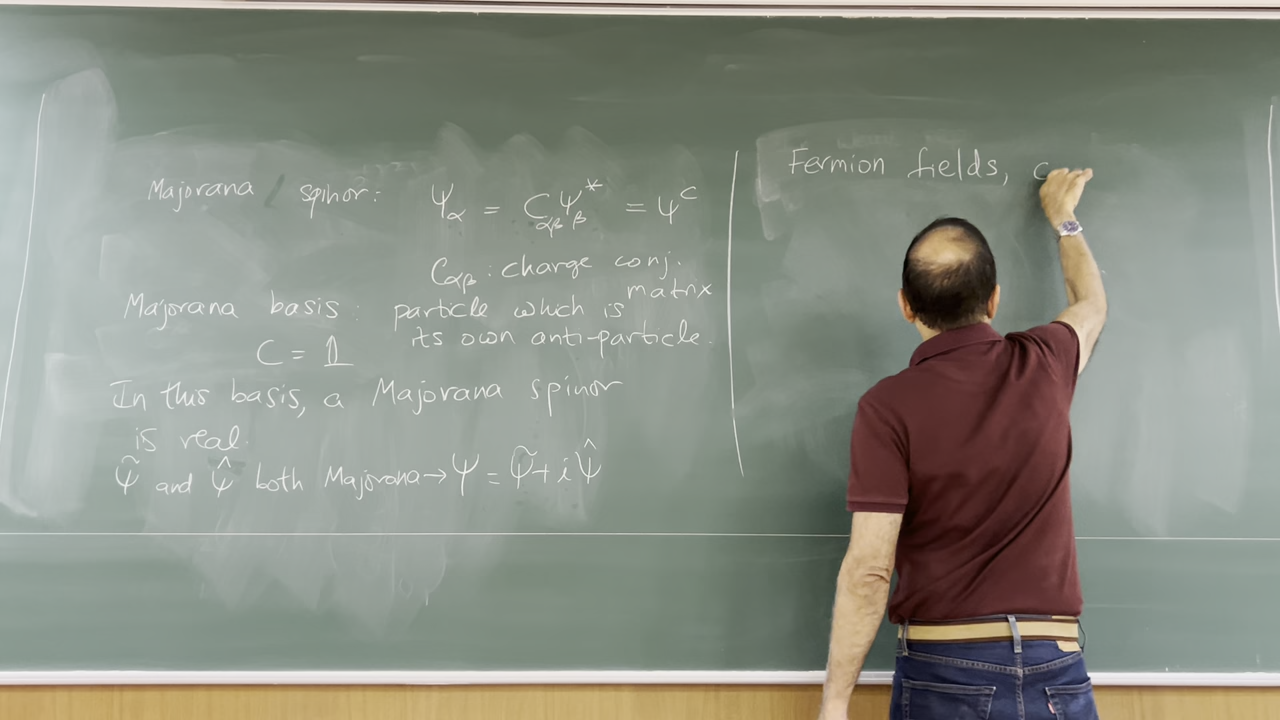 Majorana spinor: Ψ_α = C_αβ Ψ_β^* = Ψ^C
C_αβ : charge conj. matrix
Majorana basis: particle which is its own anti-particle.
C = 𝟙
In this basis, a Majorana spinor
is real.
Ψ̃ and Ψ̂ both Majorana → Ψ = Ψ̃ + i Ψ̂
Fermion fields,